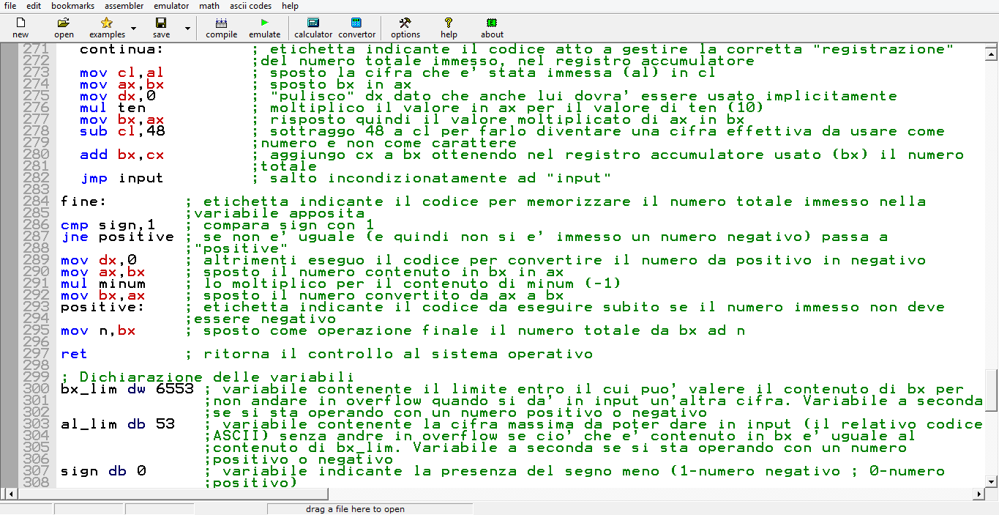 file edit bookmarks assembler emulator math ascii codes help
new open examples save compile emulate calculator convertor options help about
271 continua: ; etichetta indicante il codice atto a gestire la corretta "registrazione"
272 ;del numero totale immesso, nel registro accumulatore
273 mov cl,al ; sposto la cifra che e' stata immessa (al) in cl
274 mov ax,bx ; sposto bx in ax
275 mov dx,0 ; "pulisco" dx dato che anche lui dovra' essere usato implicitamente
276 mul ten ; moltiplico il valore in ax per il valore di ten (10)
277 mov bx,ax ; risposto quindi il valore moltiplicato di ax in bx
278 sub cl,48 ; sottraggo 48 a cl per farlo diventare una cifra effettiva da usare come
279 ;numero e non come carattere
280 add bx,cx ; aggiungo cx a bx ottenendo nel registro accumulatore usato (bx) il numero
281 ;totale
282 jmp input ; salto incondizionatamente ad "input"
283
284 fine: ; etichetta indicante il codice per memorizzare il numero totale immesso nella
285 ;variabile apposita
286 cmp sign,1 ; compara sign con 1
287 jne positive ; se non e' uguale (e quindi non si e' immesso un numero negativo) passa a
288 ;"positive"
289 mov dx,0 ; altrimenti eseguo il codice per convertire il numero da positivo in negativo
290 mov ax,bx ; sposto il numero contenuto in bx in ax
291 mul minum ; lo moltiplico per il contenuto di minum (-1)
292 mov bx,ax ; sposto il numero convertito da ax a bx
293 positive: ; etichetta indicante il codice da eseguire subito se il numero immesso non deve
294 ;essere negativo
295 mov n,bx ; sposto come operazione finale il numero totale da bx ad n
296
297 ret ; ritorna il controllo al sistema operativo
298
299 ; Dichiarazione delle variabili
300 bx_lim dw 6553 ; variabile contenente il limite entro il cui puo' valere il contenuto di bx per
301 ;non andare in overflow quando si da' in input un'altra cifra. Variabile a seconda
302 ;se si sta operando con un numero positivo o negativo
303 al_lim db 53 ; variabile contenente la cifra massima da poter dare in input (il relativo codice
304 ;ASCII) senza andre in overflow se cio' che e' contenuto in bx e' uguale al
305 ;contenuto di bx_lim. Variabile a seconda se si sta operando con un numero
306 ;positivo o negativo
307 sign db 0 ; variabile indicante la presenza del segno meno (1-numero negativo ; 0-numero
308 ;positivo)
drag a file here to open